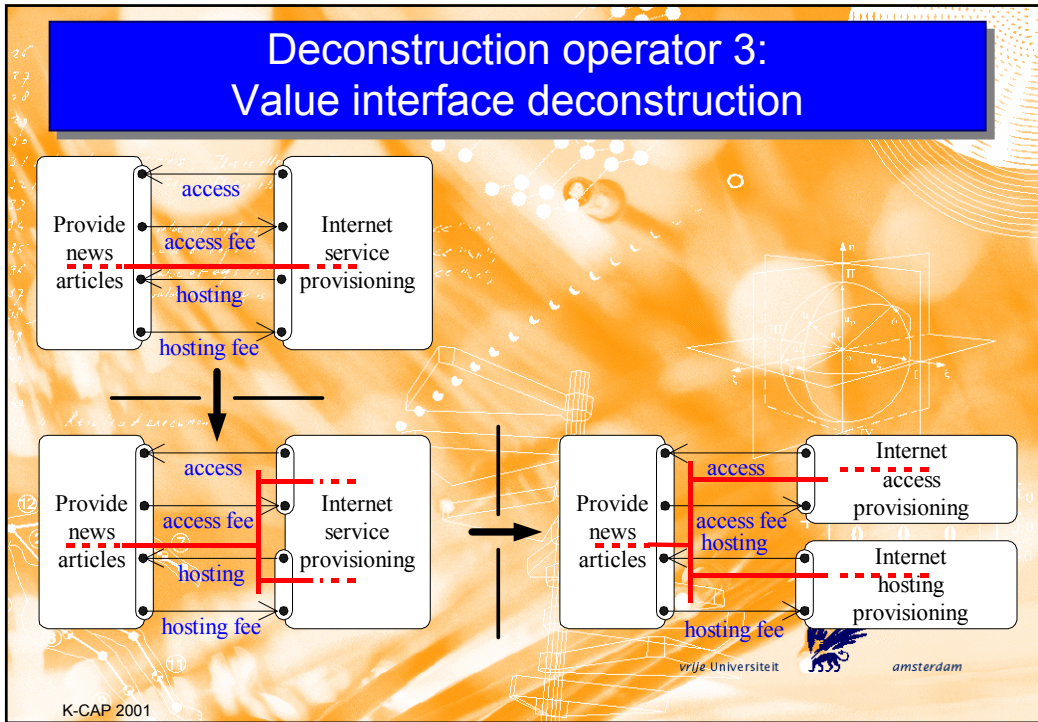 Deconstruction operator 3:
Value interface deconstruction
Provide
news
articles
access
access fee
hosting
hosting fee
Internet
service
provisioning
Provide
news
articles
access
access fee
hosting
hosting fee
Internet
service
provisioning
Provide
news
articles
access
access fee
hosting
hosting fee
Internet
access
provisioning
Internet
hosting
provisioning
vrije Universiteit amsterdam
K-CAP 2001